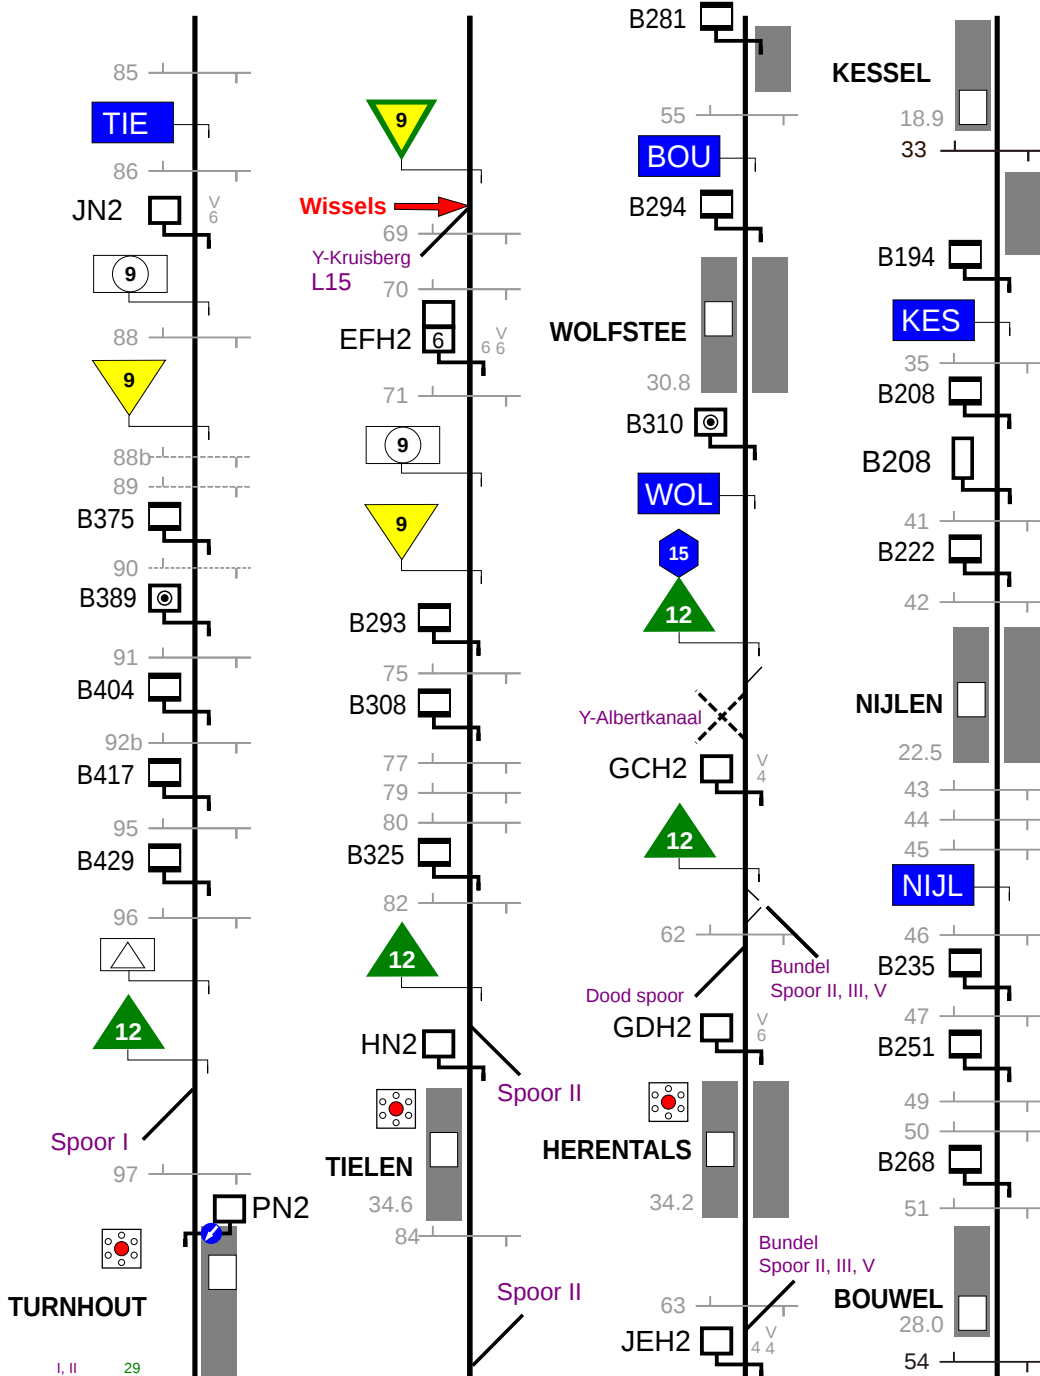 85
TIE
86
JN2
V
6
9
88
9
88b
89
B375
90
B389
91
B404
92b
B417
95
B429
96
12
Spoor I
97
PN2
TURNHOUT
I, II
29
9
Wissels
69
Y-Kruisberg
L15
70
EFH2
6
6
V
6
71
9
9
B293
75
B308
77
79
80
B325
82
12
HN2
Spoor II
TIELEN
34.6
84
Spoor II
B281
55
BOU
B294
WOLFSTEE
30.8
B310
WOL
15
12
Y-Albertkanaal
GCH2
V
4
12
62
Bundel
Spoor II, III, V
Dood spoor
GDH2
V
6
HERENTALS
34.2
Bundel
Spoor II, III, V
63
JEH2
4
V
4
KESSEL
18.9
33
B194
KES
35
B208
B208
41
B222
42
NIJLEN
22.5
43
44
45
NIJL
46
B235
47
B251
49
50
B268
51
BOUWEL
28.0
54